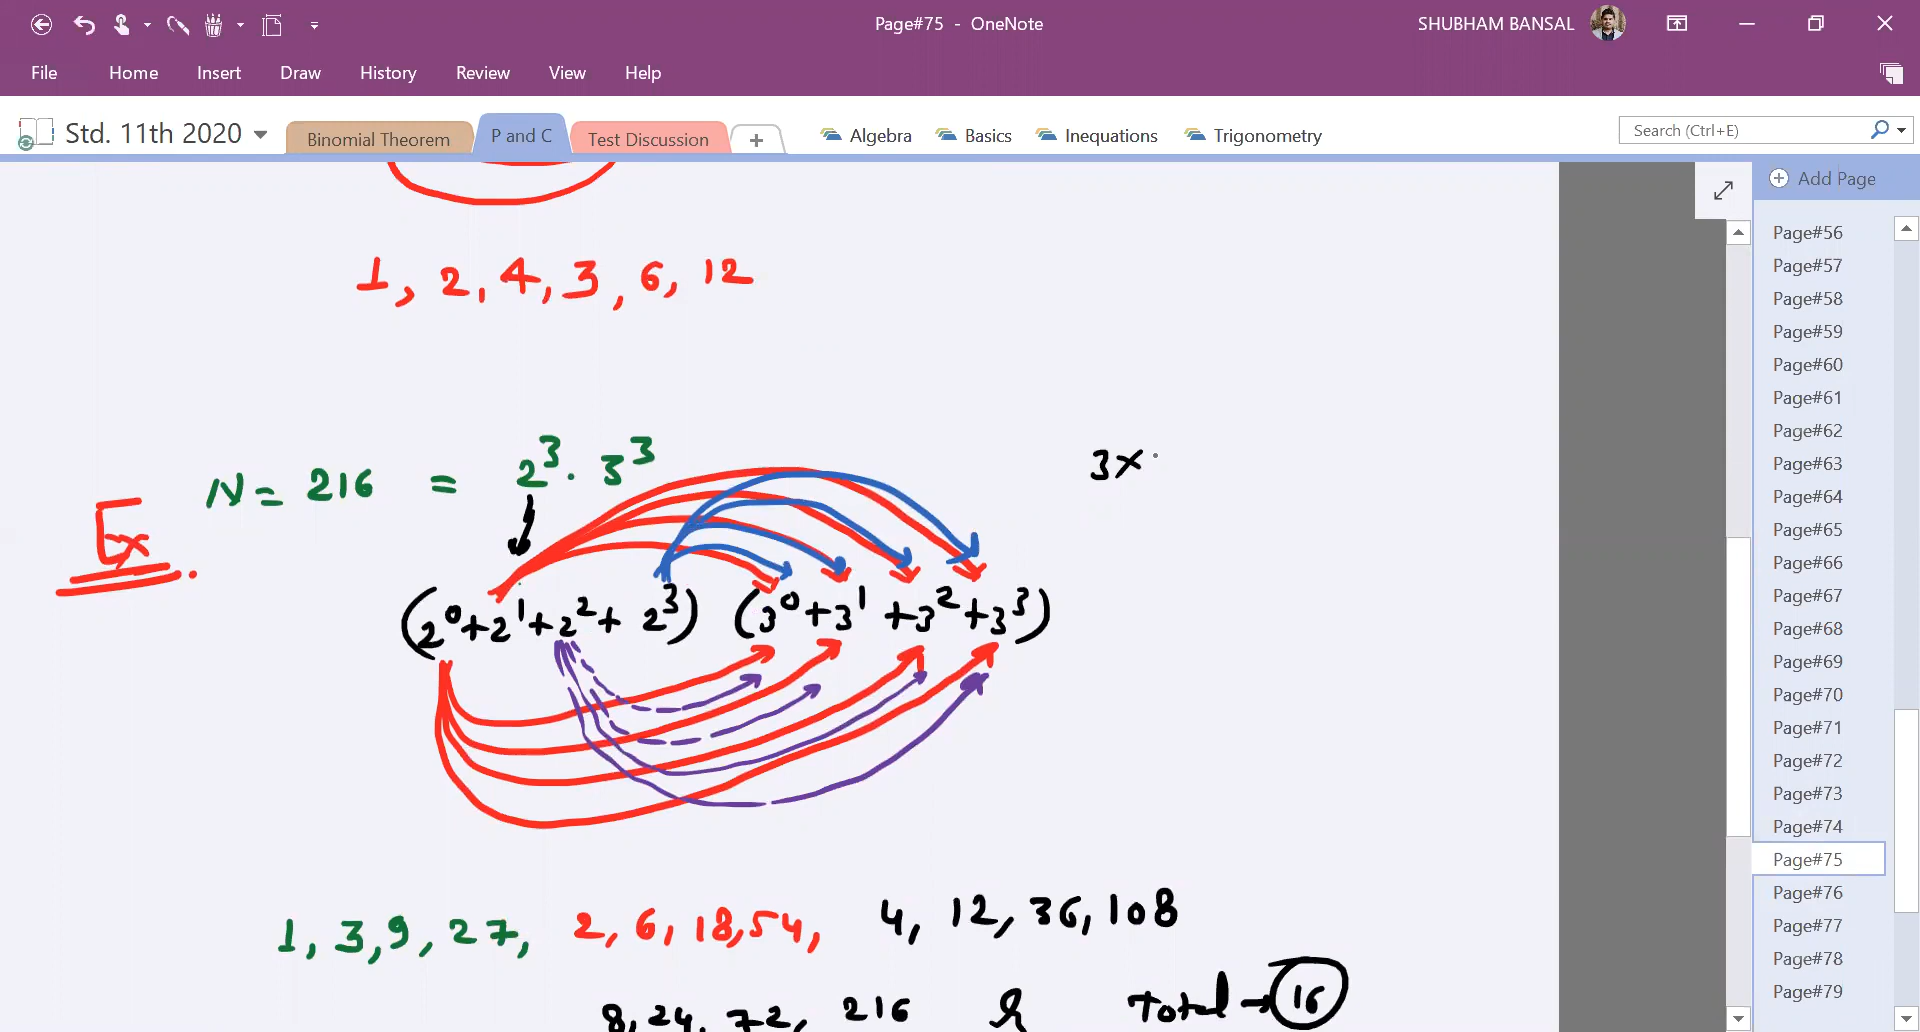 Page#75 - OneNote
SHUBHAM BANSAL
File Home Insert Draw History Review View Help
Std. 11th 2020
Binomial Theorem
P and C
Test Discussion
+
Algebra
Basics
Inequations
Trigonometry
Search (Ctrl+E)
Add Page
Page#56
Page#57
Page#58
Page#59
Page#60
Page#61
Page#62
Page#63
Page#64
Page#65
Page#66
Page#67
Page#68
Page#69
Page#70
Page#71
Page#72
Page#73
Page#74
Page#75
Page#76
Page#77
Page#78
Page#79
1, 2, 4, 3, 6, 12
Ex.
N = 216 = 2³ · 3³
3×
(2⁰+2¹+2²+ 2³) (3⁰+3¹ +3²+3³)
1, 3, 9, 27, 2, 6, 18, 54, 4, 12, 36, 108
8, 24, 72, 216
Total → 16